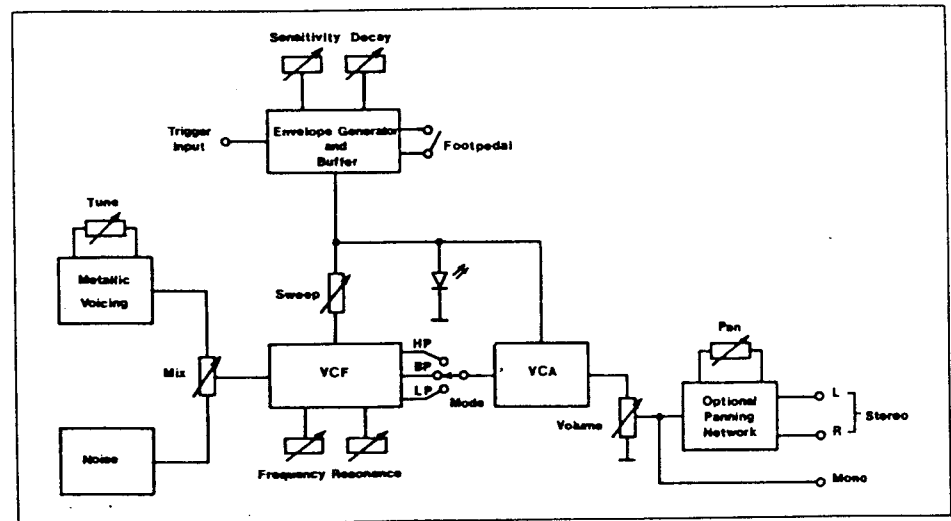 Sensitivity Decay
Trigger
Input
Envelope Generator
and
Buffer
Footpedal
Tune
Metallic
Voicing
Sweep
Mix
Noise
VCF
HP
BP
LP
Mode
Frequency Resonance
VCA
Volume
Pan
Optional
Panning
Network
L
R
Stereo
Mono